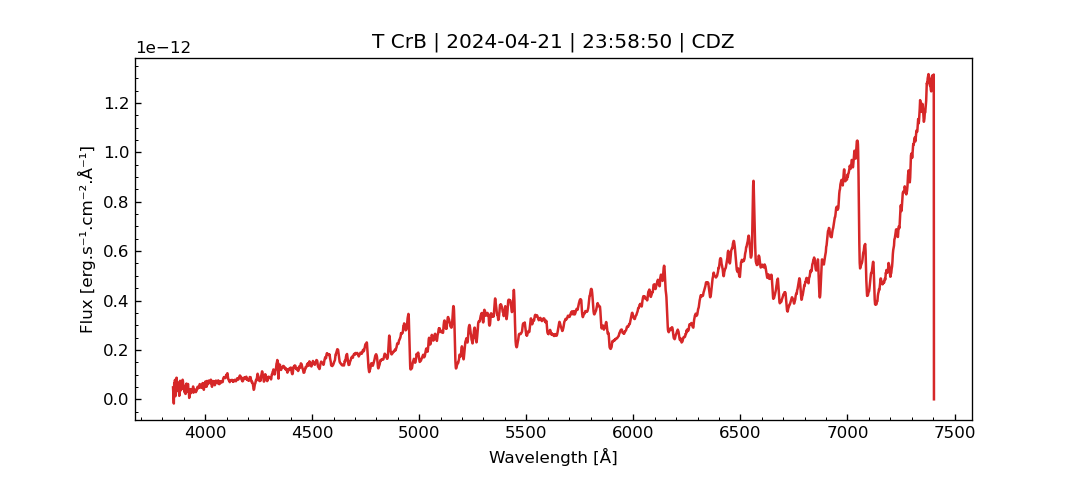 T CrB | 2024-04-21 | 23:58:50 | CDZ
1e−12
Flux [erg.s⁻¹.cm⁻².Å⁻¹]
1.2
1.0
0.8
0.6
0.4
0.2
0.0
4000 4500 5000 5500 6000 6500 7000 7500
Wavelength [Å]